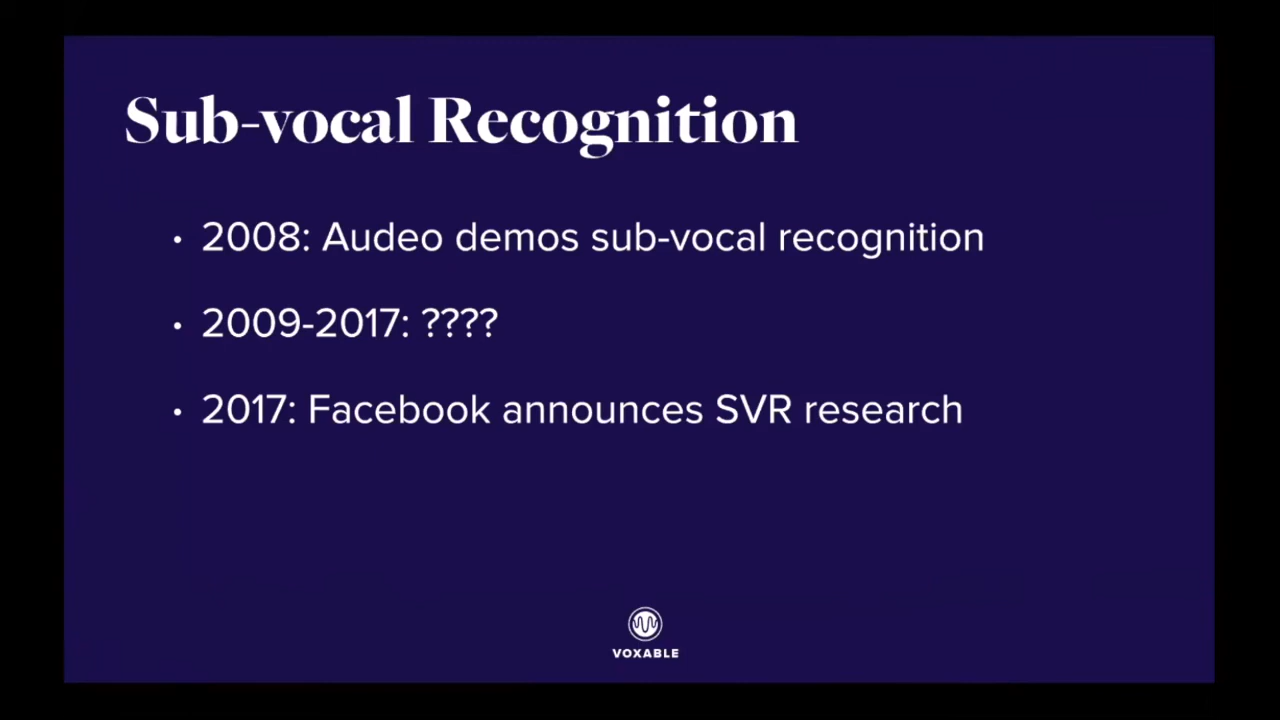 Sub-vocal Recognition
• 2008: Audeo demos sub-vocal recognition
• 2009-2017: ????
• 2017: Facebook announces SVR research
VOXABLE